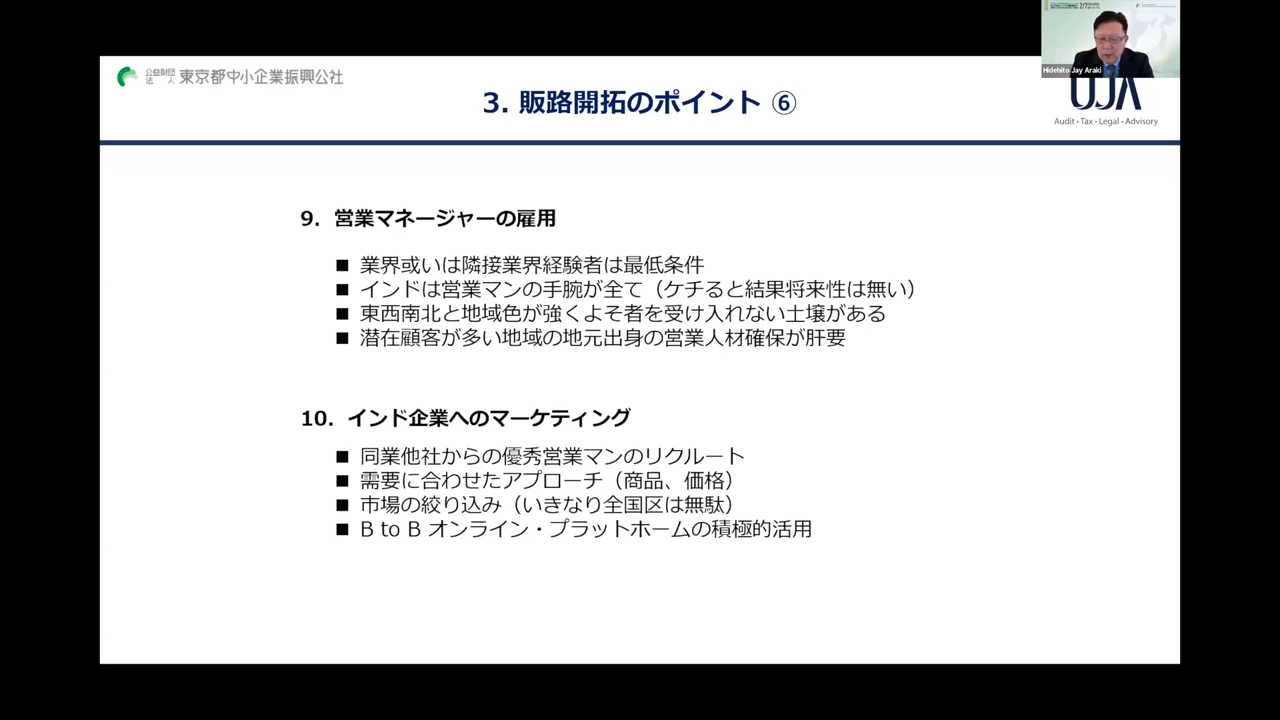 公益財団法人 東京都中小企業振興公社
3. 販路開拓のポイント ⑥
Hidehito Jay Araki
UJA
Audit・Tax・Legal・Advisory
9. 営業マネージャーの雇用
■ 業界或いは隣接業界経験者は最低条件
■ インドは営業マンの手腕が全て（ケチると結果将来性は無い）
■ 東西南北と地域色が強くよそ者を受け入れない土壌がある
■ 潜在顧客が多い地域の地元出身の営業人材確保が肝要
10. インド企業へのマーケティング
■ 同業他社からの優秀営業マンのリクルート
■ 需要に合わせたアプローチ（商品、価格）
■ 市場の絞り込み（いきなり全国区は無駄）
■ B to B オンライン・プラットホームの積極的活用